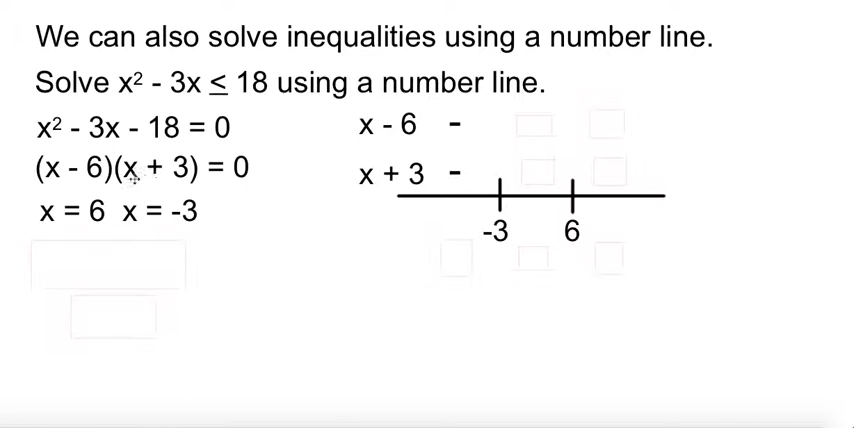 We can also solve inequalities using a number line.
Solve x² - 3x ≤ 18 using a number line.
x² - 3x - 18 = 0
(x - 6)(x + 3) = 0
x = 6 x = -3
x - 6 -
x + 3 -
-3 6